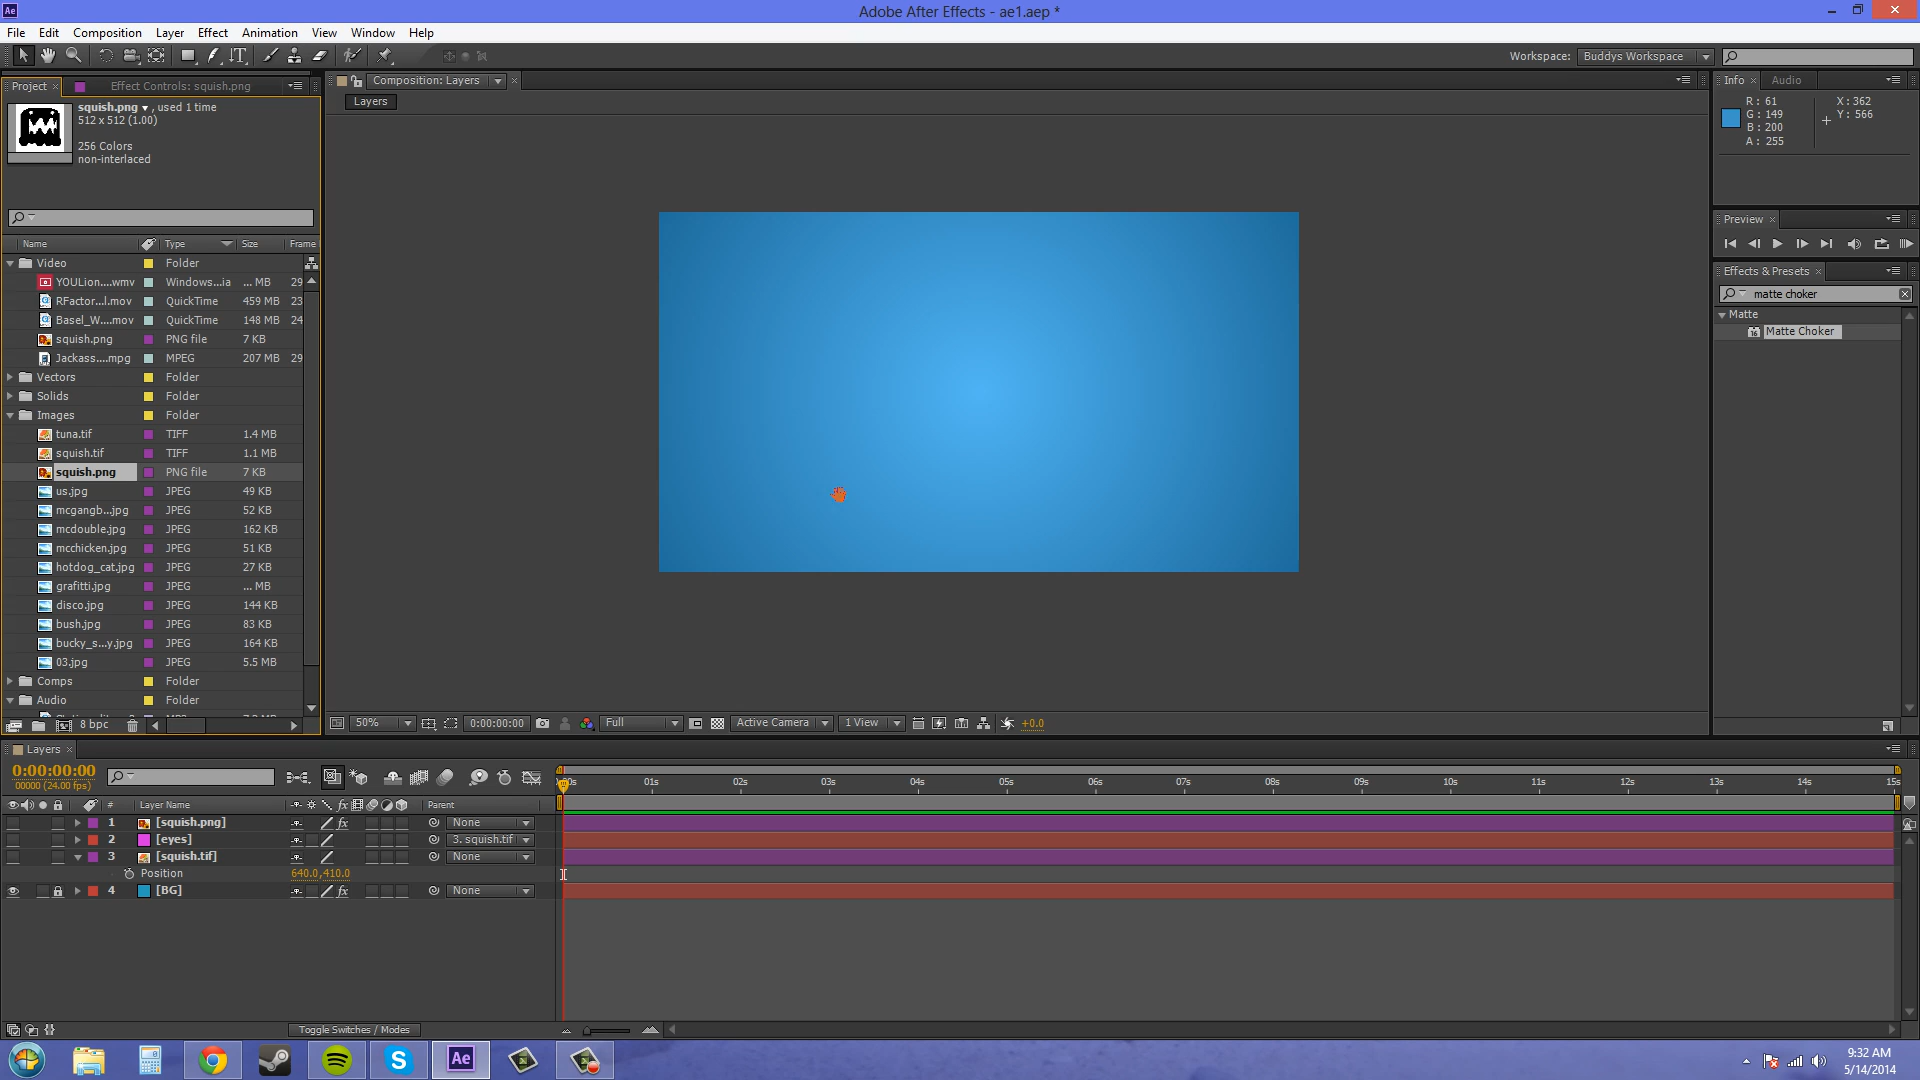 Adobe After Effects - ae1.aep *
File Edit Composition Layer Effect Animation View Window Help
Workspace: Buddys Workspace
Project Effect Controls: squish.png
squish.png , used 1 time
512 x 512 (1.00)
256 Colors
non-interlaced
Name Type Size Frame
Video Folder
YOULion....wmv Windows...ia ... MB 29
RFactor...l.mov QuickTime 459 MB 23
Basel_W....mov QuickTime 148 MB 24
squish.png PNG file 7 KB
Jackass....mpg MPEG 207 MB 29
Vectors Folder
Solids Folder
Images Folder
tuna.tif TIFF 1.4 MB
squish.tif TIFF 1.1 MB
squish.png PNG file 7 KB
us.jpg JPEG 49 KB
mcgangb...jpg JPEG 52 KB
mcdouble.jpg JPEG 162 KB
mcchicken.jpg JPEG 51 KB
hotdog_cat.jpg JPEG 27 KB
grafitti.jpg JPEG ... MB
disco.jpg JPEG 144 KB
bush.jpg JPEG 83 KB
bucky_s...y.jpg JPEG 164 KB
03.jpg JPEG 5.5 MB
Comps Folder
Audio Folder
8 bpc
Composition: Layers
Layers
50% 0:00:00:00 Full Active Camera 1 View +0.0
Info Audio
R: 61 X: 362
G: 149 Y: 566
B: 200
A: 255
Preview
Effects & Presets
matte choker
Matte
Matte Choker
Layers
0:00:00:00
00000 (24.00 fps)
01s 02s 03s 04s 05s 06s 07s 08s 09s 10s 11s 12s 13s 14s 15s
# Layer Name Parent
1 [squish.png] None
2 [eyes] 3. squish.tif
3 [squish.tif] None
Position 640.0,410.0
4 [BG] None
Toggle Switches / Modes
9:32 AM
5/14/2014